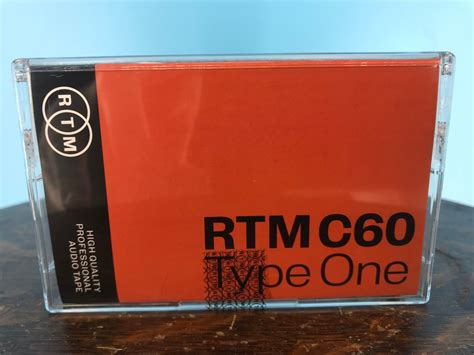 RTM
HIGH QUALITY
PROFESSIONAL
AUDIO TAPE
RTM C60
Type One